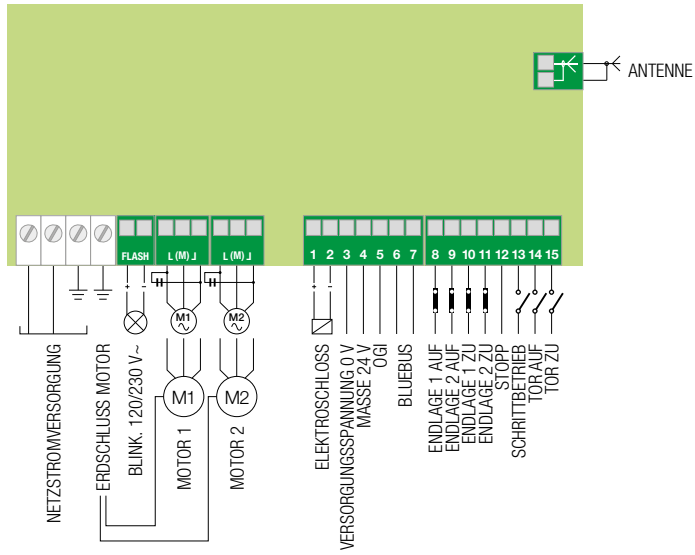 ANTENNE
FLASH
L (M) ⅃
L (M) ⅃
1 2 3 4 5 6 7
8 9 10 11 12 13 14 15
+ -
+ -
M1
~
M2
~
M1
M2
NETZSTROMVERSORGUNG
ERDSCHLUSS MOTOR
BLINK. 120/230 V~
MOTOR 1
MOTOR 2
ELEKTROSCHLOSS
VERSORGUNGSSPANNUNG 0 V
MASSE 24 V
OGI
BLUEBUS
ENDLAGE 1 AUF
ENDLAGE 2 AUF
ENDLAGE 1 ZU
ENDLAGE 2 ZU
STOPP
SCHRITTBETRIEB
TOR AUF
TOR ZU